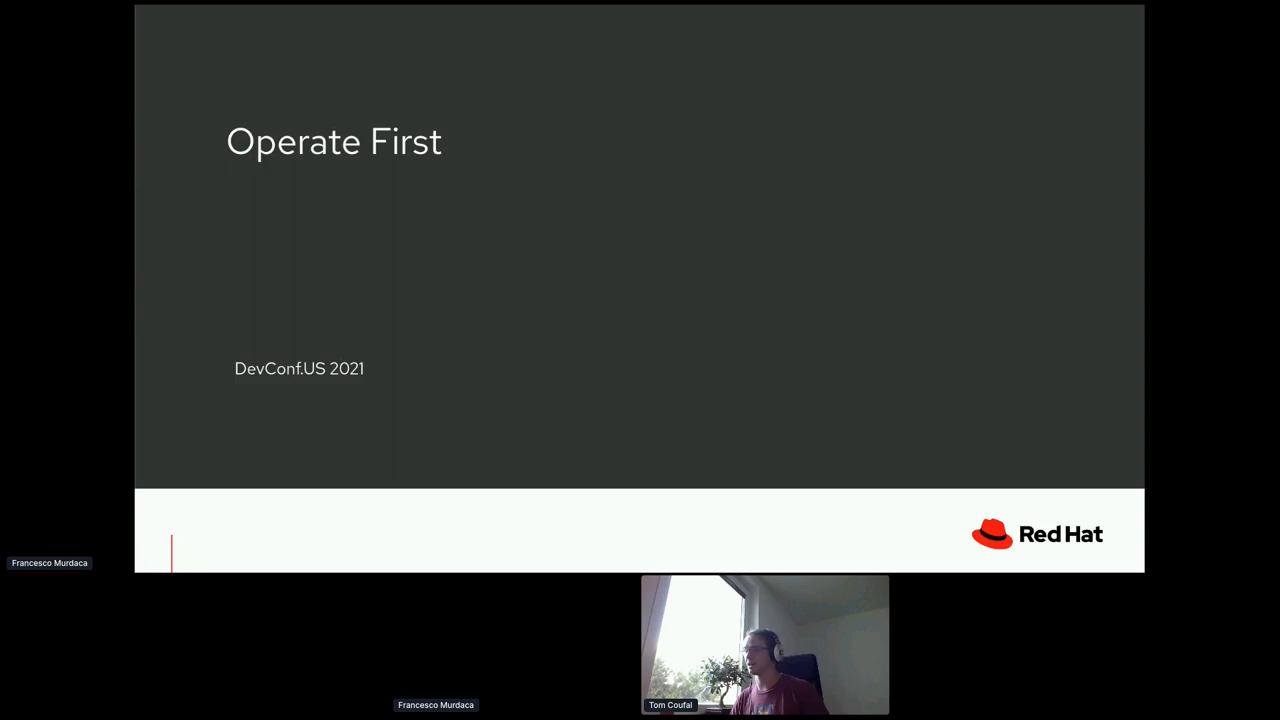 Operate First
DevConf.US 2021
Red Hat
Francesco Murdaca
Francesco Murdaca
Tom Coufal